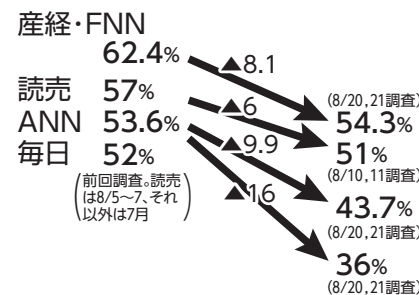 産経・FNN
62.4%
▲8.1
読売 57%
▲6
(8/20,21調査)
54.3%
ANN 53.6%
▲9.9
51%
(8/10,11調査)
毎日 52%
▲16
43.7%
(8/20,21調査)
(前回調査。読売
は8/5〜7、それ
以外は7月)
36%
(8/20,21調査)